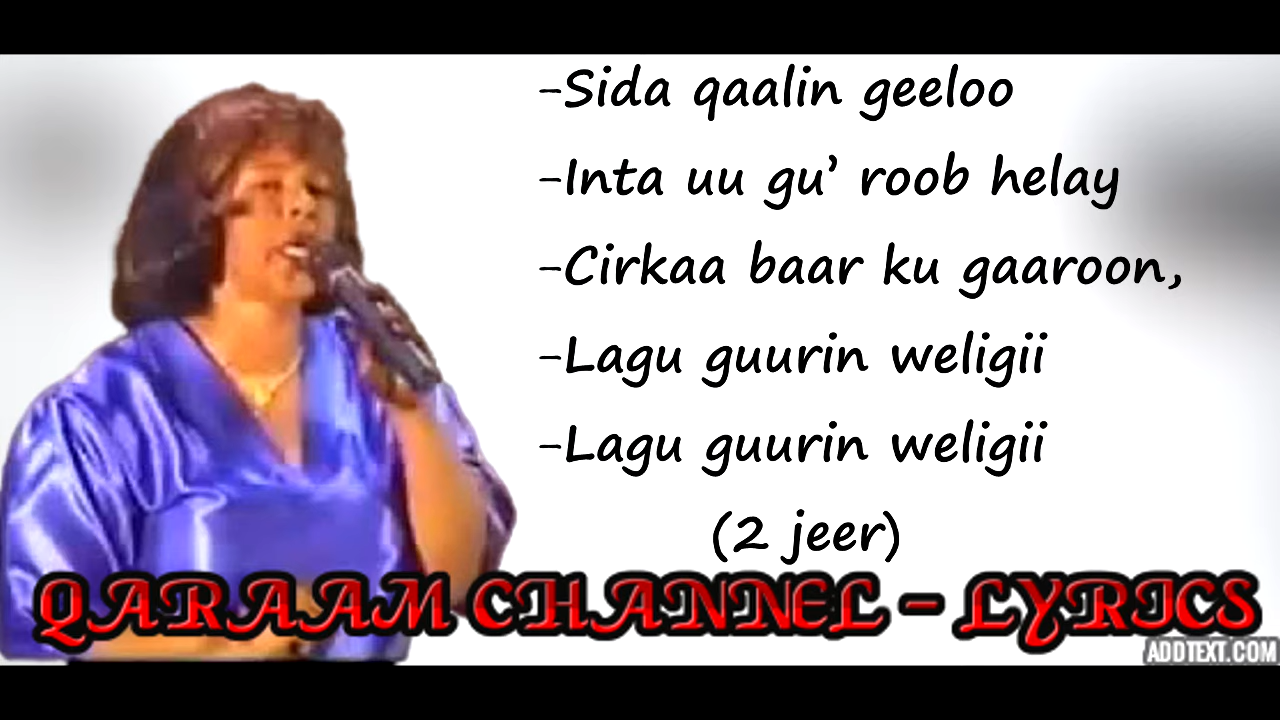 -Sida qaalin geeloo
-Inta uu gu’ roob helay
-Cirkaa baar ku gaaroon,
-Lagu guurin weligii
-Lagu guurin weligii
(2 jeer)
QARAAM CHANNEL - LYRICS
ADDTEXT.COM